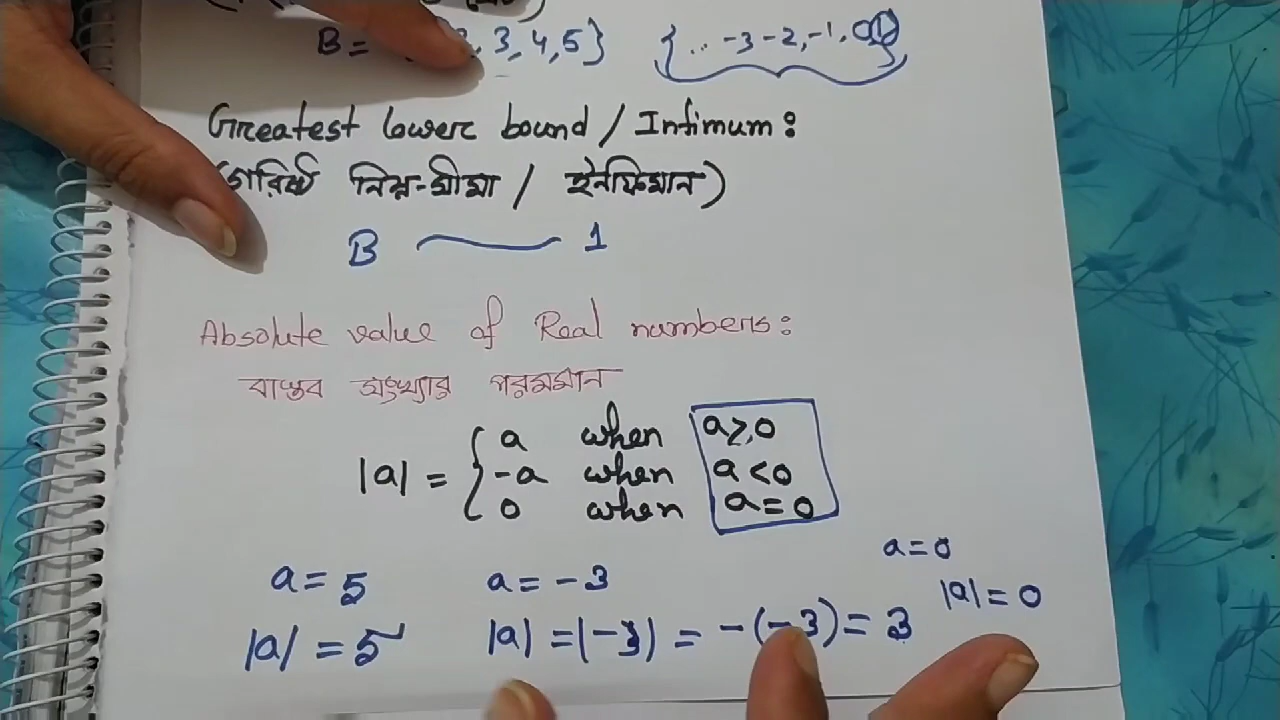 B = 3, 4, 5} {.. -3 -2, -1, 0
Greatest lower bound / Infimum:
(গরিষ্ঠ নিম্ন-সীমা / ইনফিমাম)
B 1
Absolute value of Real numbers:
বাস্তব সংখ্যার পরমমান
|a| = { a when a ≥ 0
-a when a < 0
0 when a = 0
a = 5 a = -3 a = 0
|a| = 5 |a| = |-3| = -(-3) = 3 |a| = 0